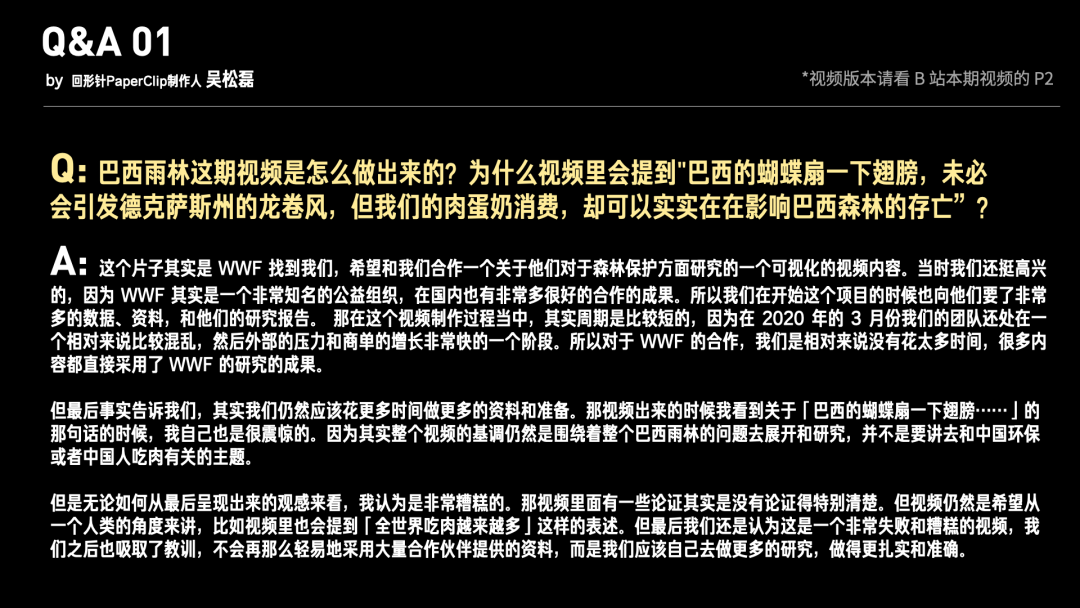 Q&A 01
by 回形针PaperClip制作人 吴松磊
*视频版本请看 B 站本期视频的 P2
Q: 巴西雨林这期视频是怎么做出来的？为什么视频里会提到"巴西的蝴蝶扇一下翅膀，未必
会引发德克萨斯州的龙卷风，但我们的肉蛋奶消费，却可以实实在在影响巴西森林的存亡”？
A: 这个片子其实是 WWF 找到我们，希望和我们合作一个关于他们对于森林保护方面研究的一个可视化的视频内容。当时我们还挺高兴
的，因为 WWF 其实是一个非常知名的公益组织，在国内也有非常多很好的合作的成果。所以我们在开始这个项目的时候也向他们要了非常
多的数据、资料，和他们的研究报告。 那在这个视频制作过程当中，其实周期是比较短的，因为在 2020 年的 3 月份我们的团队还处在一
个相对来说比较混乱，然后外部的压力和商单的增长非常快的一个阶段。所以对于 WWF 的合作，我们是相对来说没有花太多时间，很多内
容都直接采用了 WWF 的研究的成果。
但最后事实告诉我们，其实我们仍然应该花更多时间做更多的资料和准备。那视频出来的时候我看到关于「巴西的蝴蝶扇一下翅膀……」的
那句话的时候，我自己也是很震惊的。因为其实整个视频的基调仍然是围绕着整个巴西雨林的问题去展开和研究，并不是要讲去和中国环保
或者中国人吃肉有关的主题。
但是无论如何从最后呈现出来的观感来看，我认为是非常糟糕的。那视频里面有一些论证其实是没有论证得特别清楚。但视频仍然是希望从
一个人类的角度来讲，比如视频里也会提到「全世界吃肉越来越多」这样的表述。但最后我们还是认为这是一个非常失败和糟糕的视频，我
们之后也吸取了教训，不会再那么轻易地采用大量合作伙伴提供的资料，而是我们应该自己去做更多的研究，做得更扎实和准确。